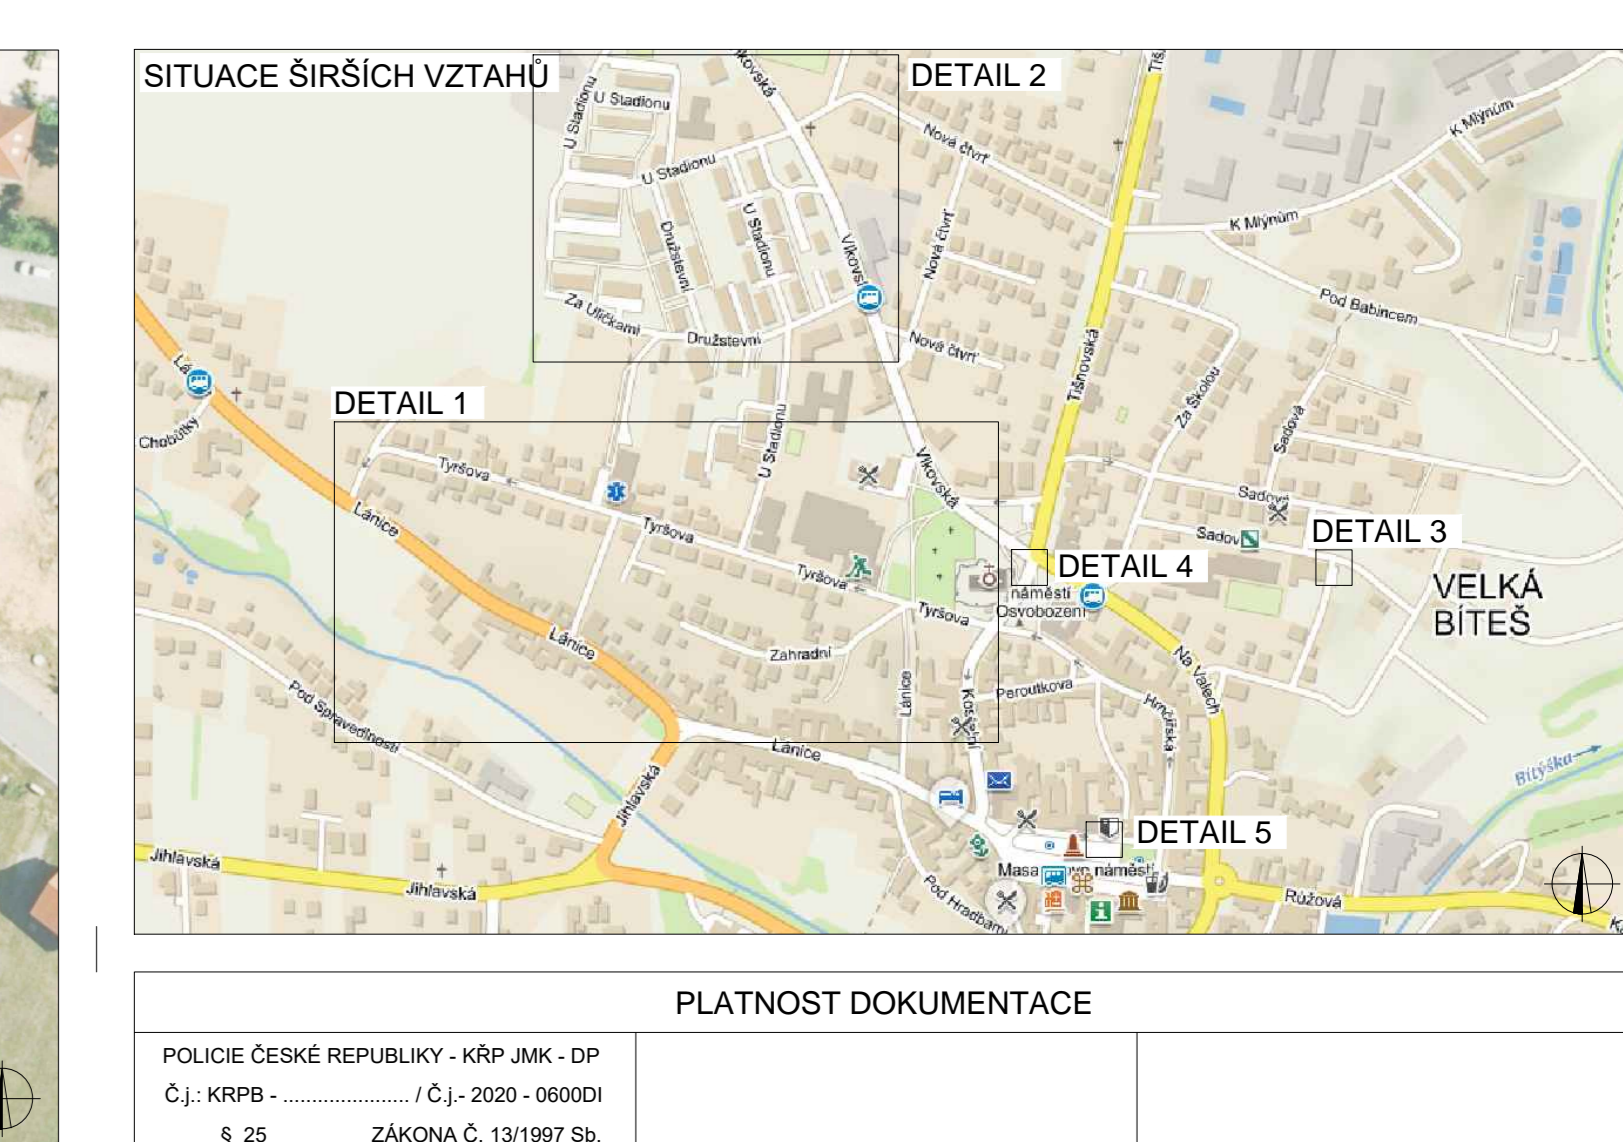 SITUACE ŠIRŠÍCH VZTAHŮ
DETAIL 2
U Stadionu
U Stadionu
U Stadionu
U Stadionu
Družstevní
Nová čtvrť
K Mlýnům
K Mlýnům
Nová čtvrť
Za Uličkami
Družstevní
Nová čtvrť
Pod Babincem
Tišnovská
Za Školou
Sadová
DETAIL 1
Chobůtky
Tyršova
U Stadionu
Vlkovská
Lánice
Tyršova
Sadová
DETAIL 3
Tyršova
DETAIL 4
VELKÁ
BÍTEŠ
náměstí
Osvobození
Tyršova
Lánice
Zahradní
Na Valech
Peroutkova
Hrnčířská
Lánice
Kostelní
Pod Spravedlností
Lánice
Bítýška
Jihlavská
DETAIL 5
Jihlavská
Jihlavská
Pod Hradbami
Růžová
PLATNOST DOKUMENTACE
POLICIE ČESKÉ REPUBLIKY - KŘP JMK - DP
Č.j.: KRPB - ...................... / Č.j.- 2020 - 0600DI
§ 25 ZÁKONA Č. 13/1997 Sb.